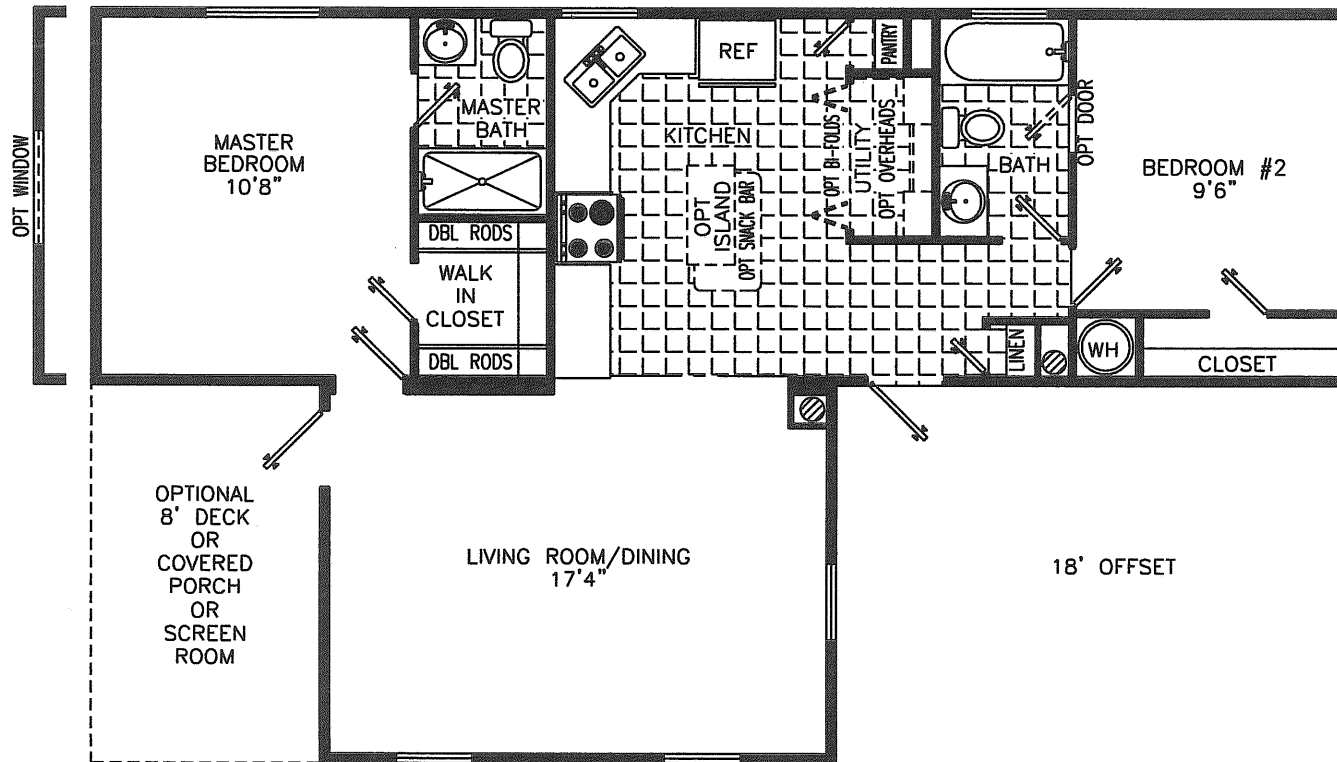 OPT WINDOW
MASTER
BEDROOM
10'8"
MASTER
BATH
DBL RODS
WALK
IN
CLOSET
DBL RODS
REF
KITCHEN
OPT
ISLAND
OPT SNACK BAR
PANTRY
OPT BI-FOLDS
UTILITY
OPT OVERHEADS
BATH
OPT DOOR
BEDROOM #2
9'6"
LINEN
WH
CLOSET
OPTIONAL
8' DECK
OR
COVERED
PORCH
OR
SCREEN
ROOM
LIVING ROOM/DINING
17'4"
18' OFFSET